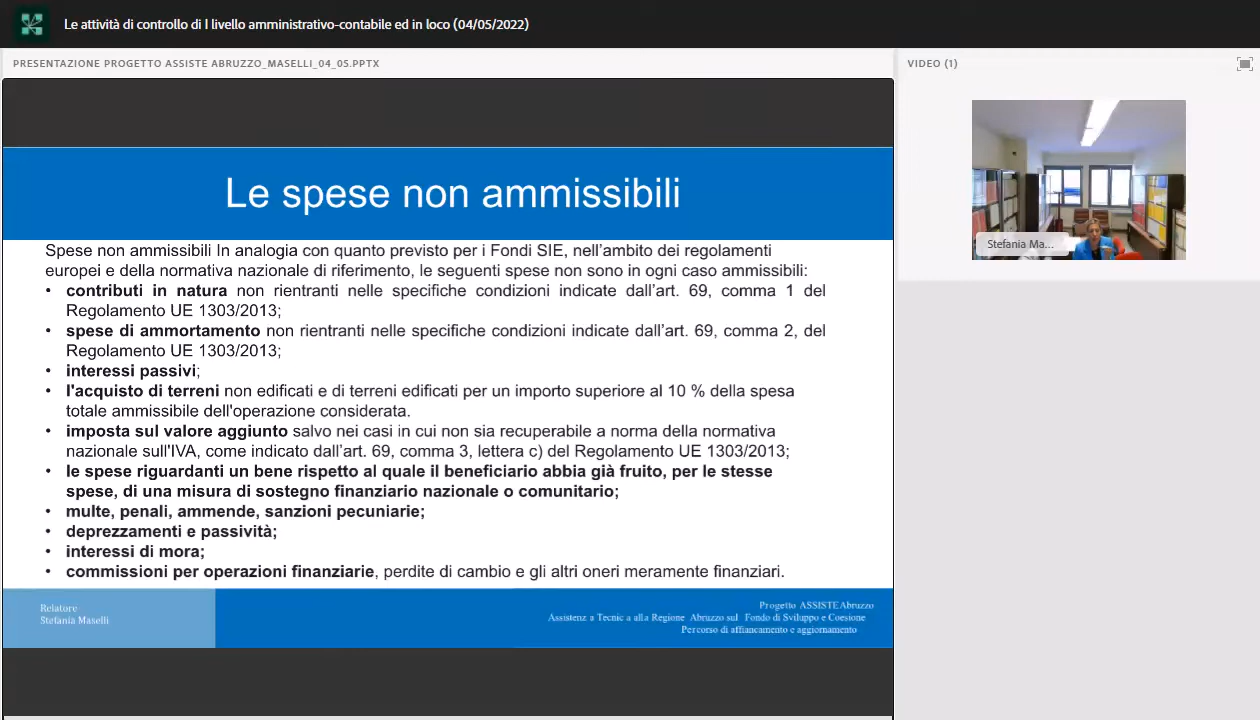 Le attività di controllo di I livello amministrativo-contabile ed in loco (04/05/2022)
PRESENTAZIONE PROGETTO ASSISTE ABRUZZO_MASELLI_04_05.PPTX
VIDEO (1)
Le spese non ammissibili
Spese non ammissibili In analogia con quanto previsto per i Fondi SIE, nell'ambito dei regolamenti
europei e della normativa nazionale di riferimento, le seguenti spese non sono in ogni caso ammissibili:
• contributi in natura non rientranti nelle specifiche condizioni indicate dall'art. 69, comma 1 del
Regolamento UE 1303/2013;
• spese di ammortamento non rientranti nelle specifiche condizioni indicate dall'art. 69, comma 2, del
Regolamento UE 1303/2013;
• interessi passivi;
• l'acquisto di terreni non edificati e di terreni edificati per un importo superiore al 10 % della spesa
totale ammissibile dell'operazione considerata.
• imposta sul valore aggiunto salvo nei casi in cui non sia recuperabile a norma della normativa
nazionale sull'IVA, come indicato dall'art. 69, comma 3, lettera c) del Regolamento UE 1303/2013;
• le spese riguardanti un bene rispetto al quale il beneficiario abbia già fruito, per le stesse
spese, di una misura di sostegno finanziario nazionale o comunitario;
• multe, penali, ammende, sanzioni pecuniarie;
• deprezzamenti e passività;
• interessi di mora;
• commissioni per operazioni finanziarie, perdite di cambio e gli altri oneri meramente finanziari.
Relatore
Stefania Maselli
Progetto ASSISTE Abruzzo
Assistenz a Tecnic a alla Regione Abruzzo sul Fondo di Sviluppo e Coesione
Percorso di affiancamento e aggiornamento
Stefania Ma...